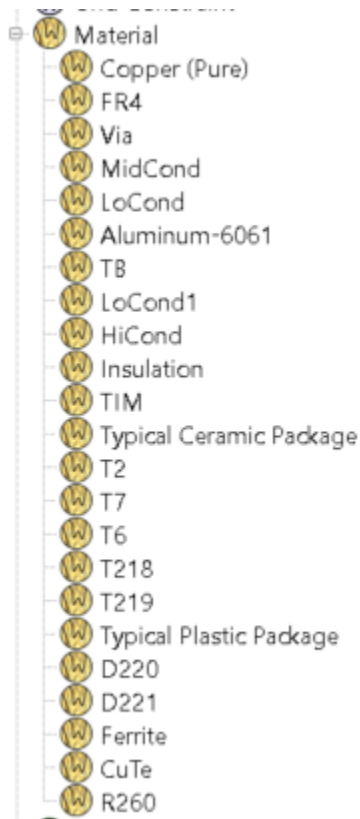 Material
Copper (Pure)
FR4
Via
MidCond
LoCond
Aluminum-6061
TB
LoCond1
HiCond
Insulation
TIM
Typical Ceramic Package
T2
T7
T6
T218
T219
Typical Plastic Package
D220
D221
Ferrite
CuTe
R260